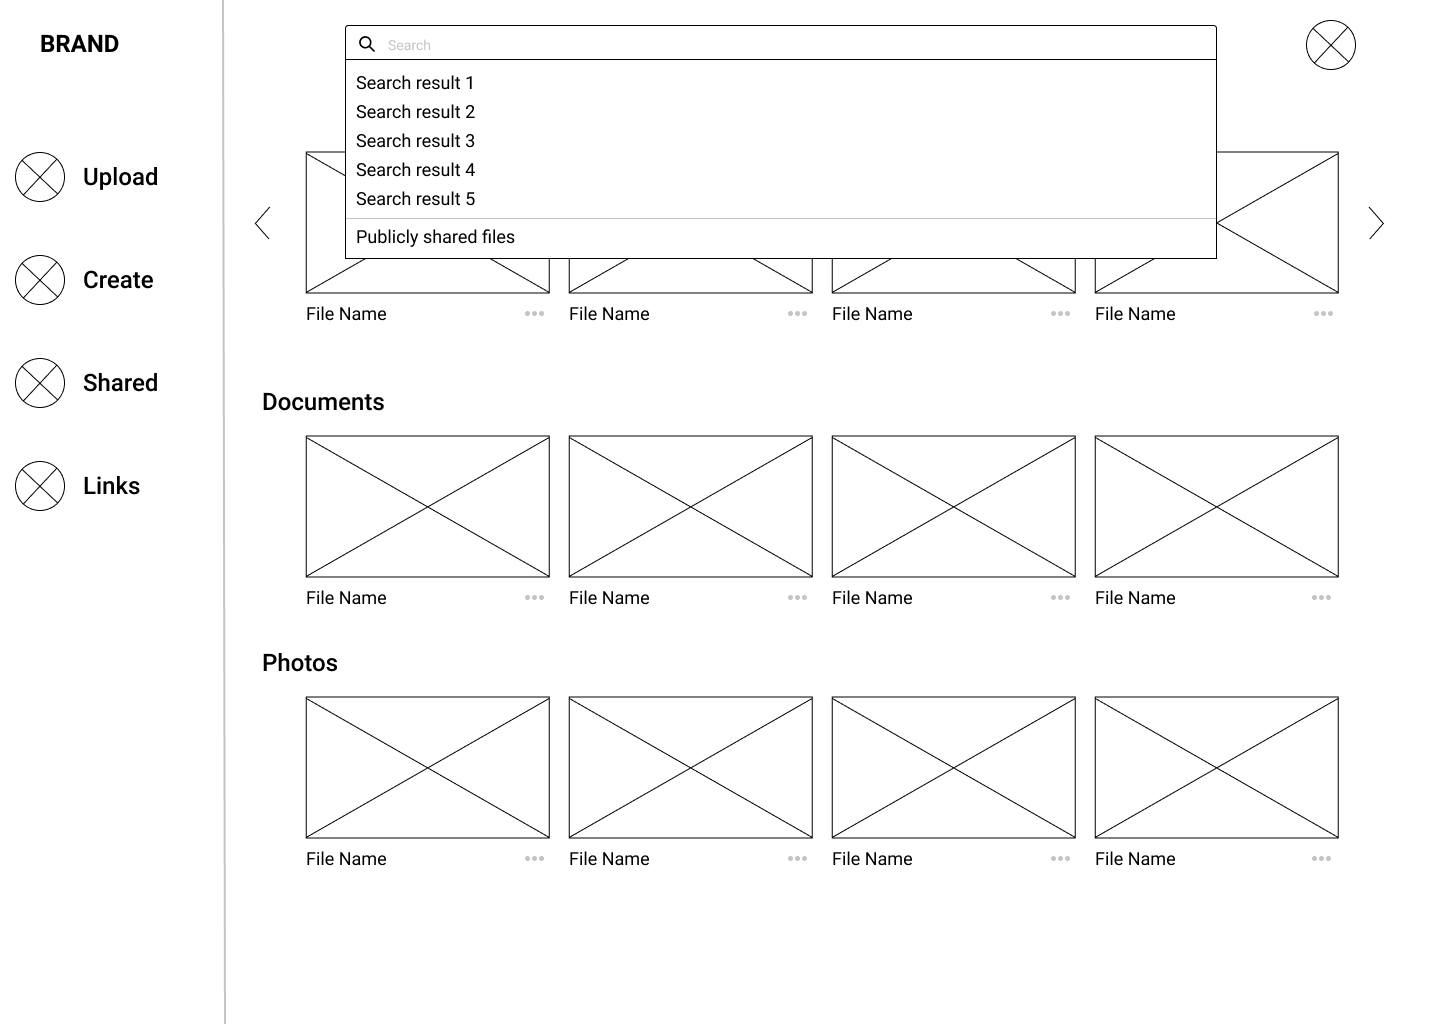 BRAND
Upload
Create
Shared
Links
Search
Search result 1
Search result 2
Search result 3
Search result 4
Search result 5
Publicly shared files
File Name File Name File Name File Name
Documents
File Name File Name File Name File Name
Photos
File Name File Name File Name File Name